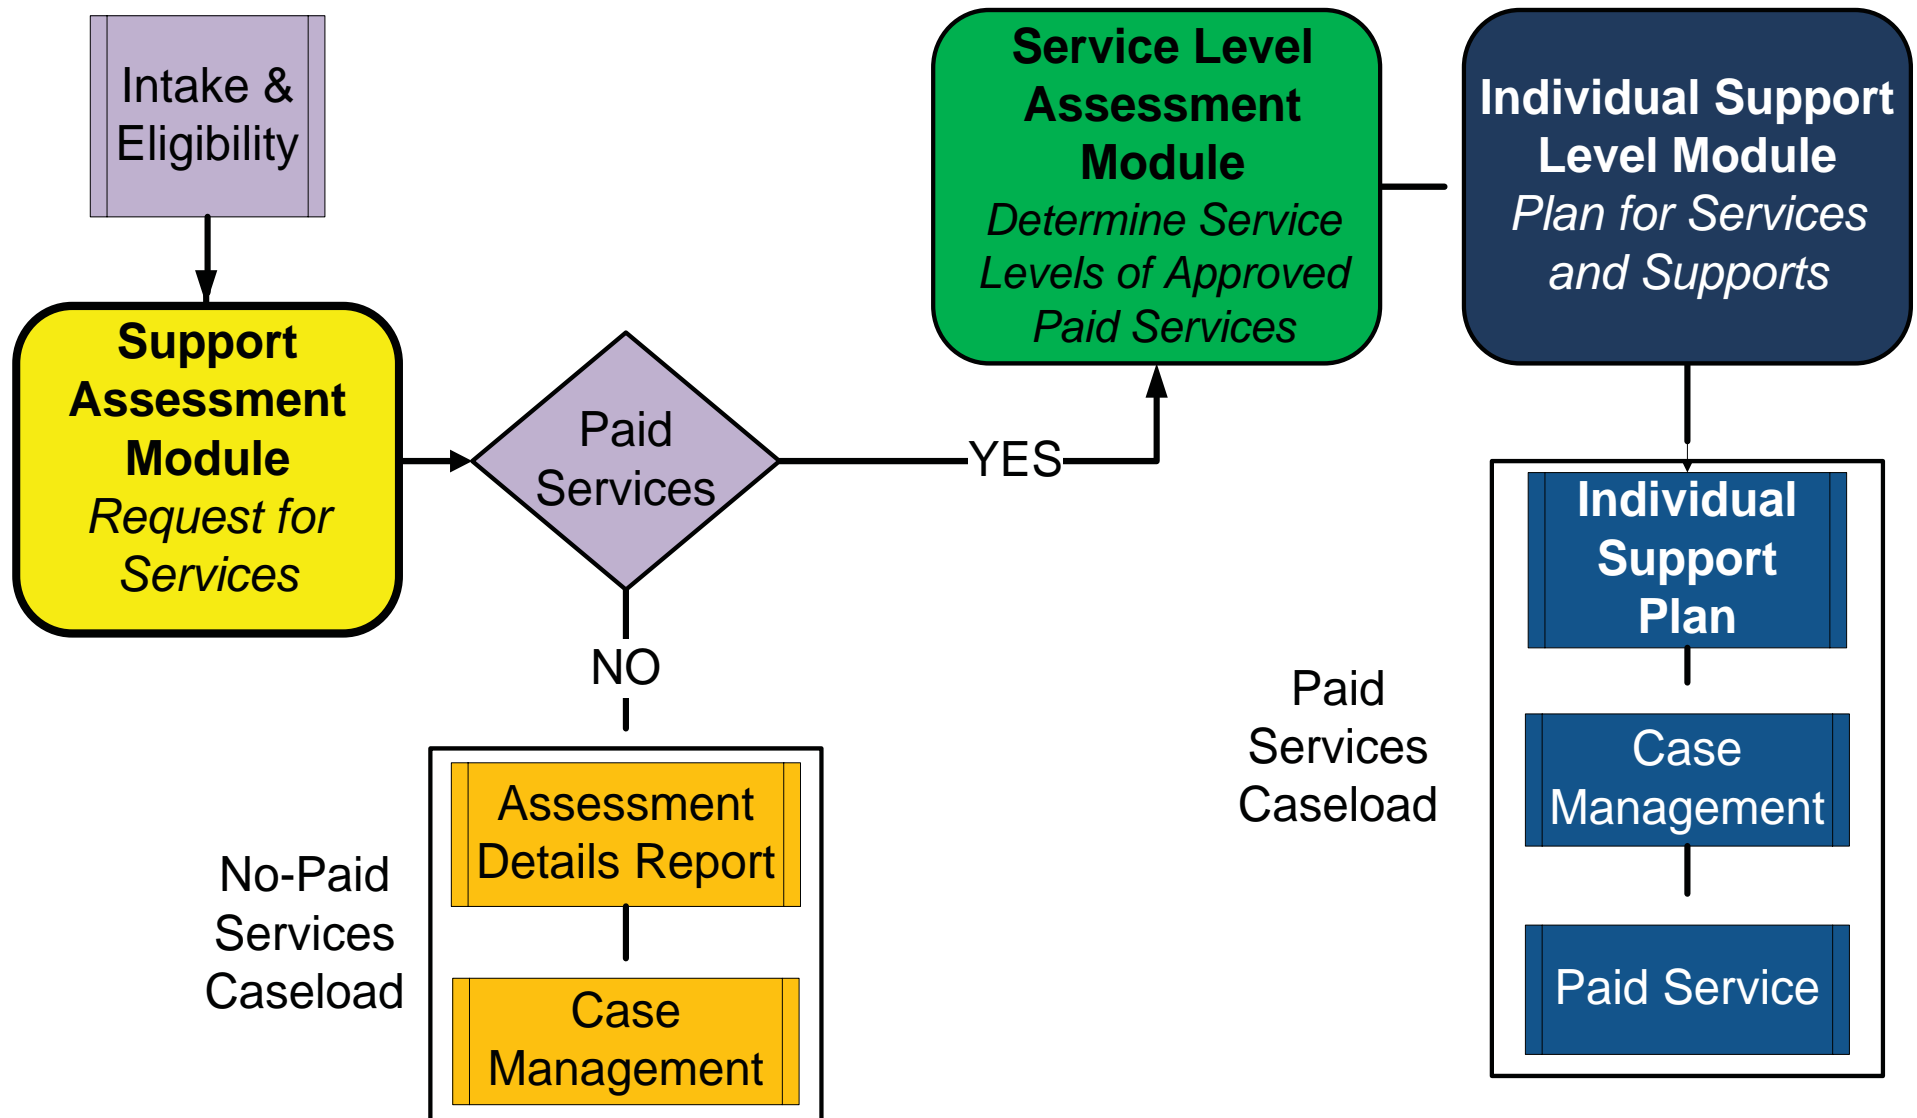 Intake &
Eligibility
Support
Assessment
Module
Request for
Services
Paid
Services
YES
NO
Service Level
Assessment
Module
Determine Service
Levels of Approved
Paid Services
Individual Support
Level Module
Plan for Services
and Supports
No-Paid
Services
Caseload
Assessment
Details Report
Case
Management
Paid
Services
Caseload
Individual
Support
Plan
Case
Management
Paid Service